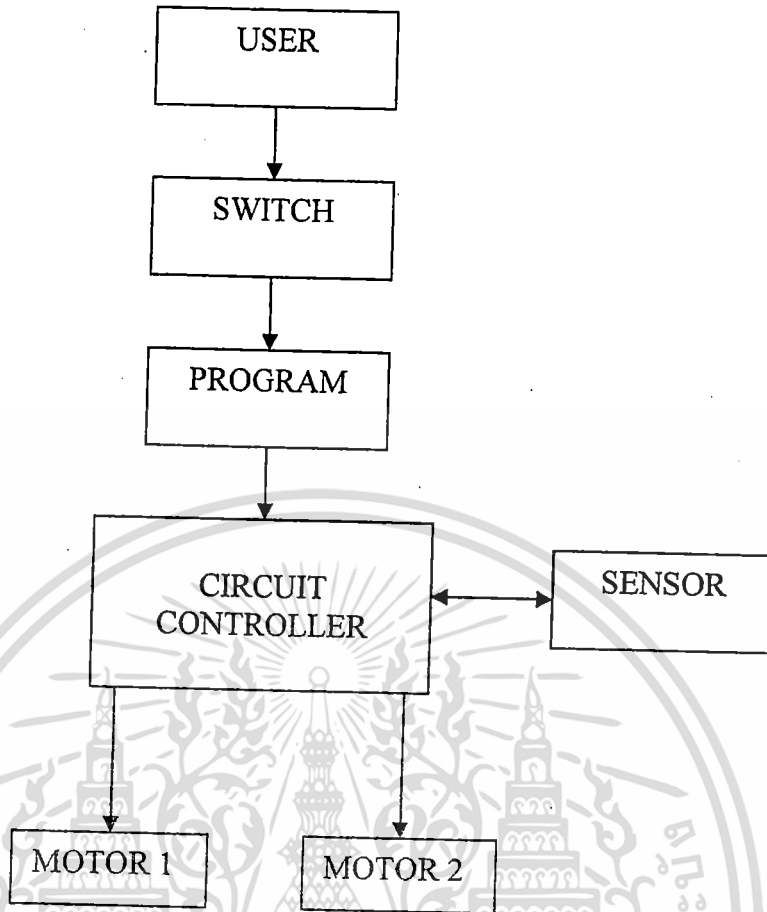 USER
SWITCH
PROGRAM
CIRCUIT
CONTROLLER
SENSOR
MOTOR 1
MOTOR 2